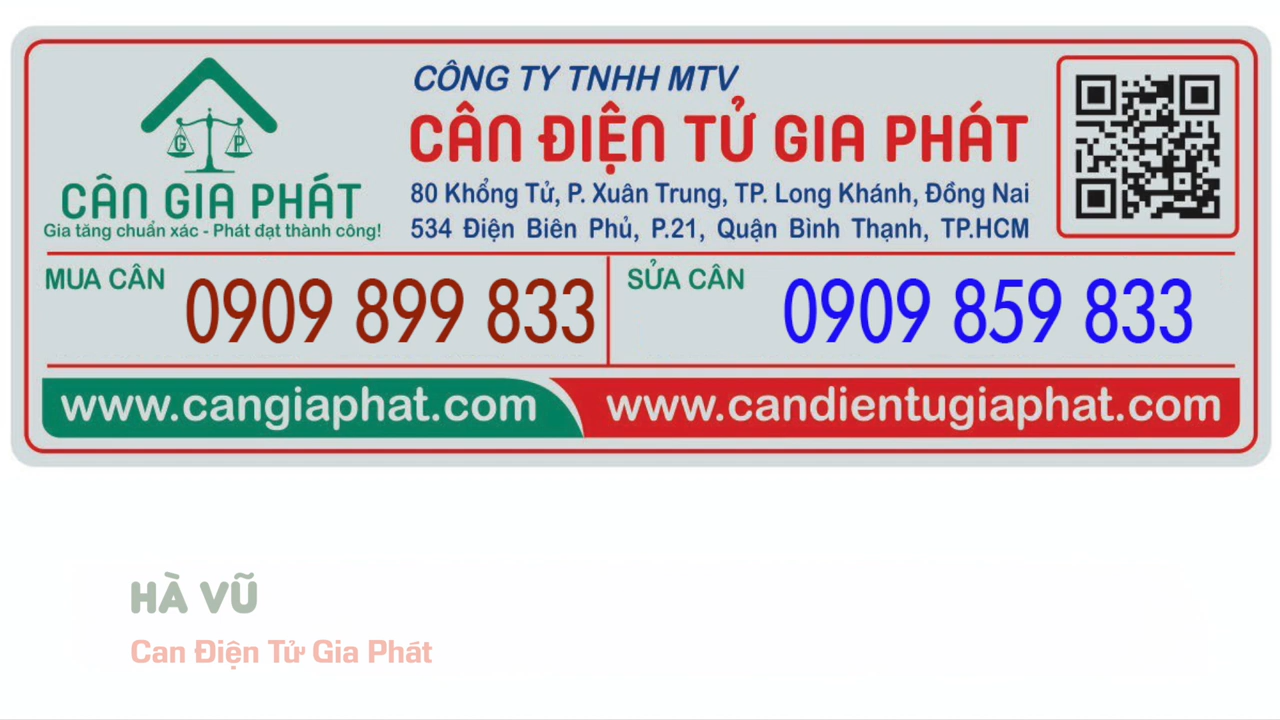 G P
CÂN GIA PHÁT
Gia tăng chuẩn xác - Phát đạt thành công!
CÔNG TY TNHH MTV
CÂN ĐIỆN TỬ GIA PHÁT
80 Khổng Tử, P. Xuân Trung, TP. Long Khánh, Đồng Nai
534 Điện Biên Phủ, P.21, Quận Bình Thạnh, TP.HCM
MUA CÂN 0909 899 833
SỬA CÂN 0909 859 833
www.cangiaphat.com
www.candientugiaphat.com
HÀ VŨ
Can Điện Tử Gia Phát